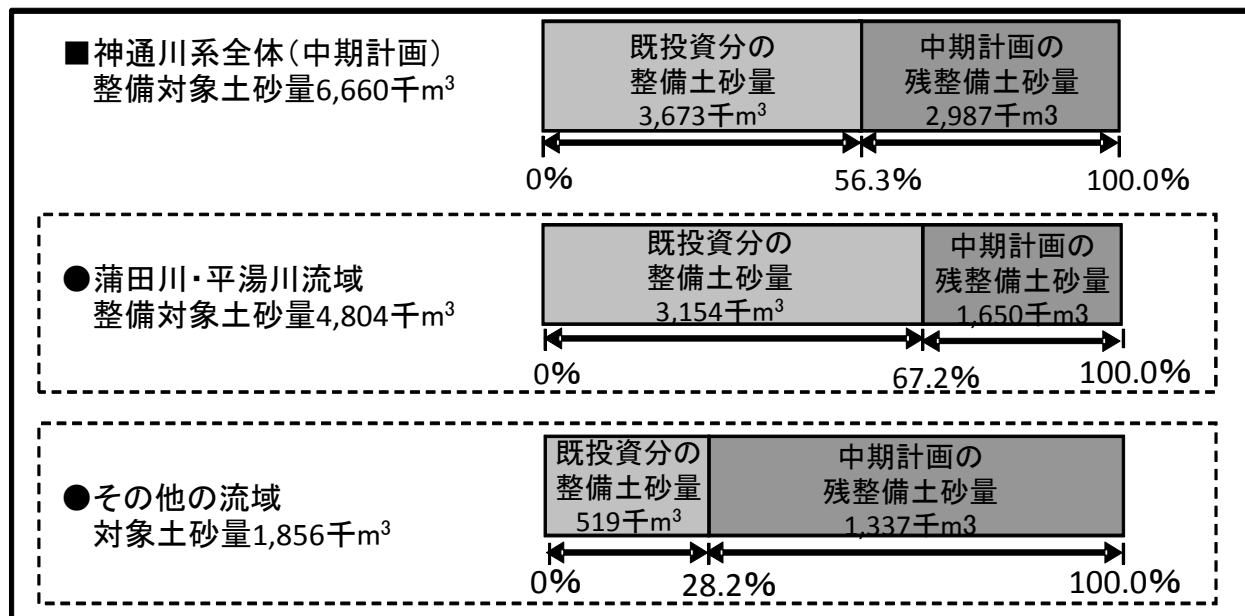 ■神通川系全体(中期計画)
整備対象土砂量6,660千m³
既投資分の
整備土砂量
3,673千m³
中期計画の
残整備土砂量
2,987千m3
0%
56.3%
100.0%
●蒲田川・平湯川流域
整備対象土砂量4,804千m³
既投資分の
整備土砂量
3,154千m³
中期計画の
残整備土砂量
1,650千m3
0%
67.2%
100.0%
●その他の流域
対象土砂量1,856千m³
既投資分の
整備土砂量
519千m³
中期計画の
残整備土砂量
1,337千m3
0%
28.2%
100.0%